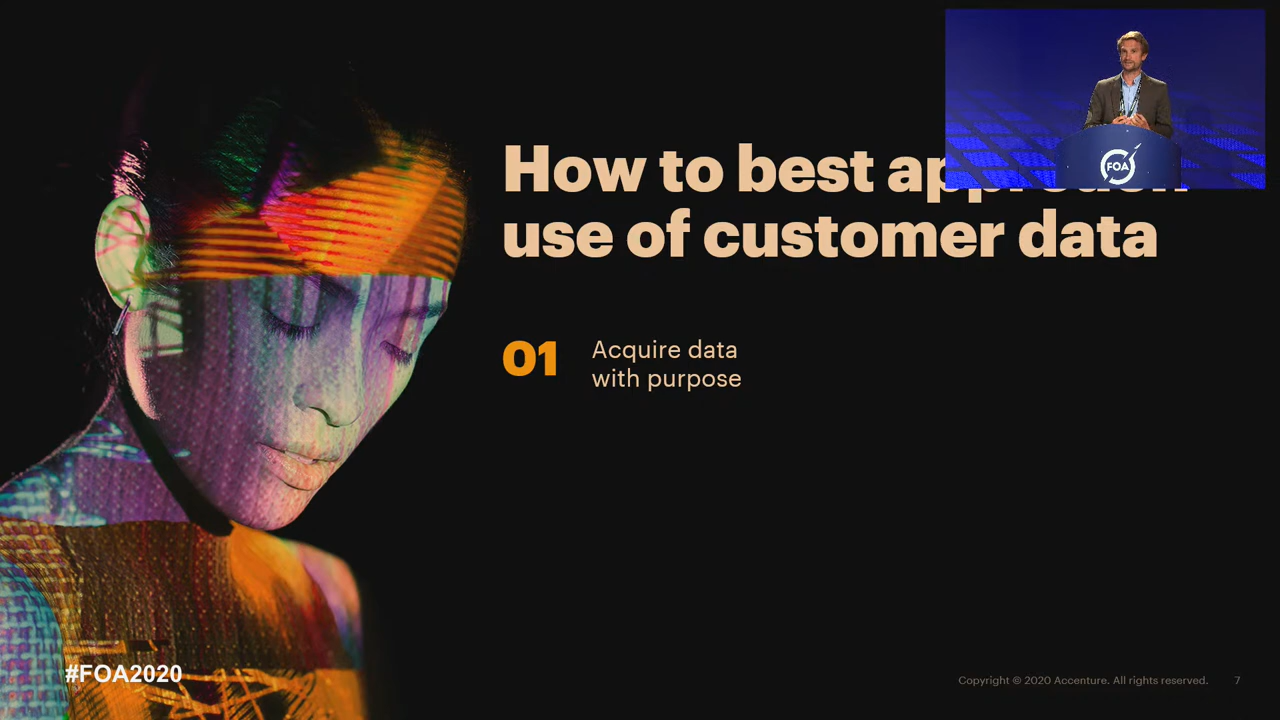 How to best
use of customer data
01
Acquire data
with purpose
FOA
#FOA2020
Copyright © 2020 Accenture. All rights reserved.
7